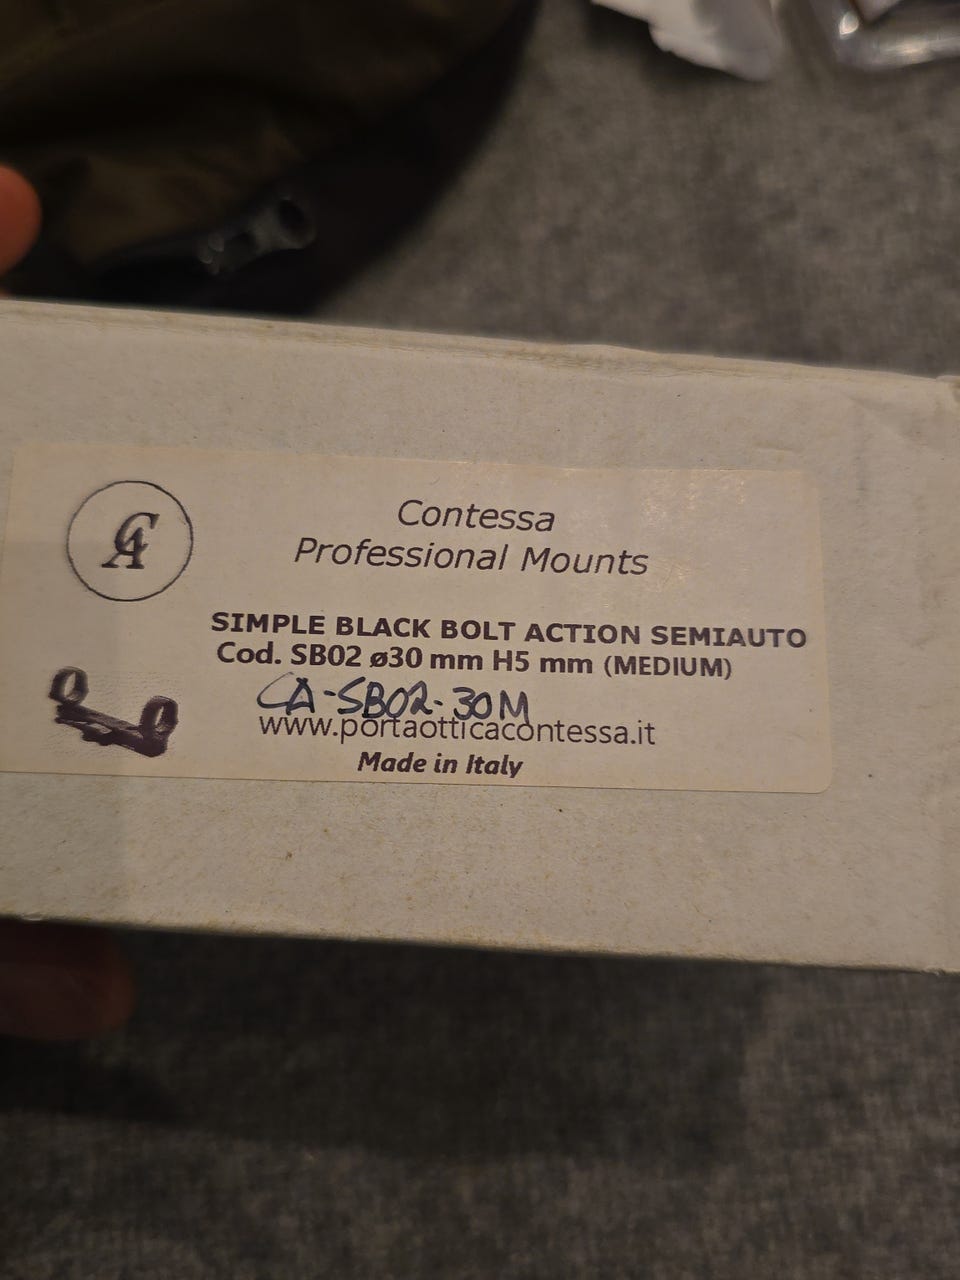 CA
Contessa
Professional Mounts
SIMPLE BLACK BOLT ACTION SEMIAUTO
Cod. SB02 ø30 mm H5 mm (MEDIUM)
CA-SB02-30M
www.portaotticacontessa.it
Made in Italy